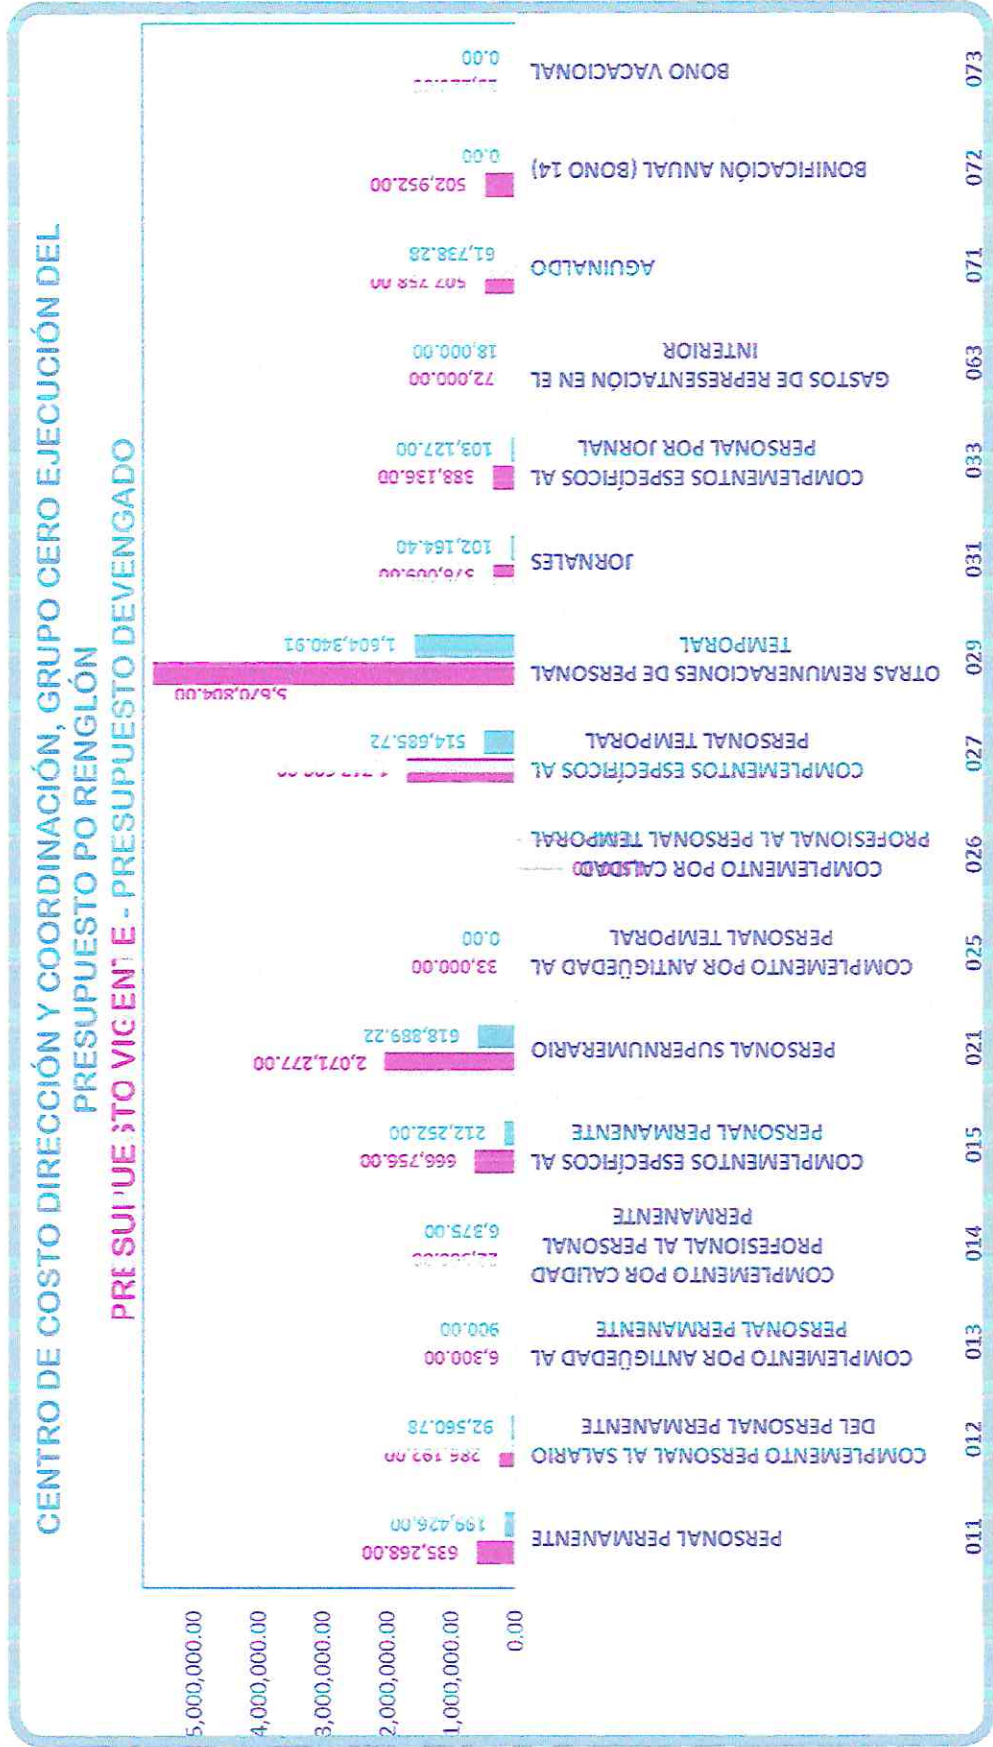 CENTRO DE COSTO DIRECCIÓN Y COORDINACIÓN, GRUPO CERO EJECUCIÓN DEL
PRESUPUESTO PO RENGLÓN
PRESUPUESTO VIGENTE - PRESUPUESTO DEVENGADO
5,000,000.00
4,000,000.00
3,000,000.00
2,000,000.00
1,000,000.00
0.00
635,268.00
199,426.00
PERSONAL PERMANENTE
011
92,560.78
COMPLEMENTO PERSONAL AL SALARIO
DEL PERSONAL PERMANENTE
012
6,300.00
900.00
COMPLEMENTO POR ANTIGÜEDAD AL
PERSONAL PERMANENTE
013
6,375.00
COMPLEMENTO POR CALIDAD
PROFESIONAL AL PERSONAL
PERMANENTE
014
666,756.00
212,252.00
COMPLEMENTOS ESPECÍFICOS AL
PERSONAL PERMANENTE
015
2,071,277.00
618,889.22
PERSONAL SUPERNUMERARIO
021
33,000.00
0.00
COMPLEMENTO POR ANTIGÜEDAD AL
PERSONAL TEMPORAL
025
COMPLEMENTO POR CALIDAD
PROFESIONAL AL PERSONAL TEMPORAL
026
514,685.72
COMPLEMENTOS ESPECÍFICOS AL
PERSONAL TEMPORAL
027
5,670,804.00
1,604,340.91
OTRAS REMUNERACIONES DE PERSONAL
TEMPORAL
029
102,164.40
JORNALES
031
388,136.00
103,127.00
COMPLEMENTOS ESPECÍFICOS AL
PERSONAL POR JORNAL
033
72,000.00
18,000.00
GASTOS DE REPRESENTACIÓN EN EL
INTERIOR
063
507,758.00
61,738.28
AGUINALDO
071
502,952.00
0.00
BONIFICACIÓN ANUAL (BONO 14)
072
0.00
BONO VACACIONAL
073